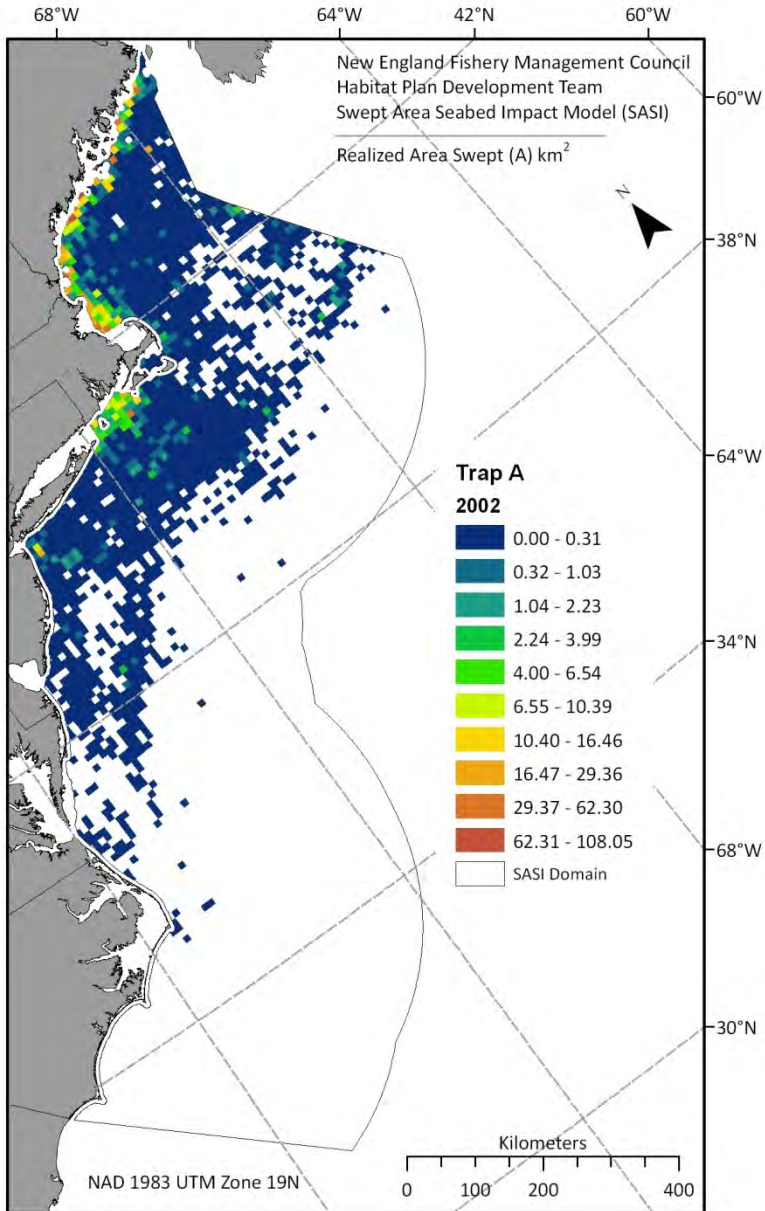 68°W 64°W 42°N 60°W
New England Fishery Management Council
Habitat Plan Development Team
Swept Area Seabed Impact Model (SASI)
Realized Area Swept (A) km²
60°W
N
38°N
64°W
Trap A
2002
0.00 - 0.31
0.32 - 1.03
1.04 - 2.23
2.24 - 3.99
4.00 - 6.54
6.55 - 10.39
10.40 - 16.46
16.47 - 29.36
29.37 - 62.30
62.31 - 108.05
SASI Domain
34°N
68°W
30°N
Kilometers
0 100 200 400
NAD 1983 UTM Zone 19N